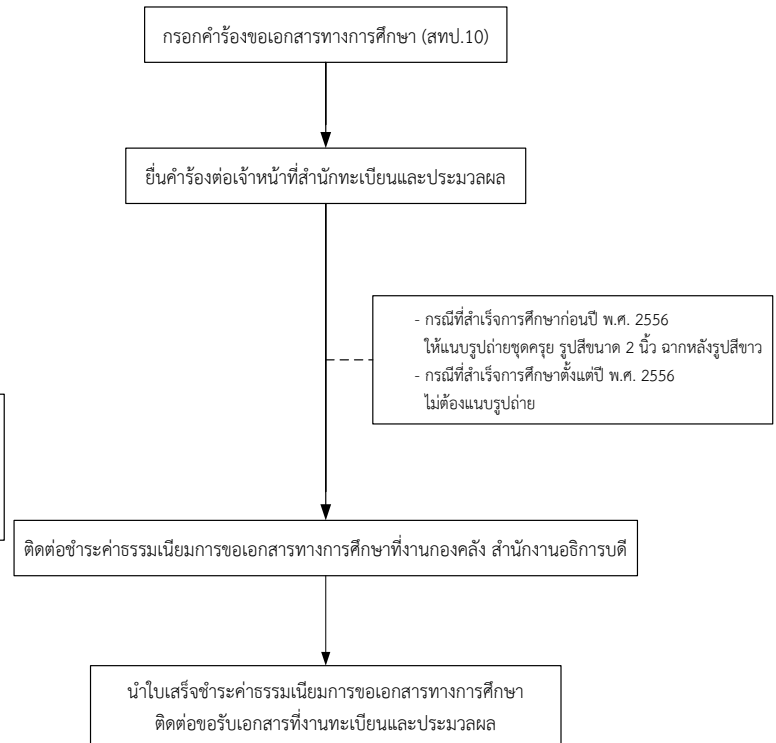 กรอกคำร้องขอเอกสารทางการศึกษา (สทป.10)
ยื่นคำร้องต่อเจ้าหน้าที่สำนักทะเบียนและประมวลผล
- กรณีที่สำเร็จการศึกษาก่อนปี พ.ศ. 2556
ให้แนบรูปถ่ายชุดครุย รูปสีขนาด 2 นิ้ว ฉากหลังรูปสีขาว
- กรณีที่สำเร็จการศึกษาตั้งแต่ปี พ.ศ. 2556
ไม่ต้องแนบรูปถ่าย
ติดต่อชำระค่าธรรมเนียมการขอเอกสารทางการศึกษาที่งานกองคลัง สำนักงานอธิการบดี
นำใบเสร็จชำระค่าธรรมเนียมการขอเอกสารทางการศึกษา
ติดต่อขอรับเอกสารที่งานทะเบียนและประมวลผล